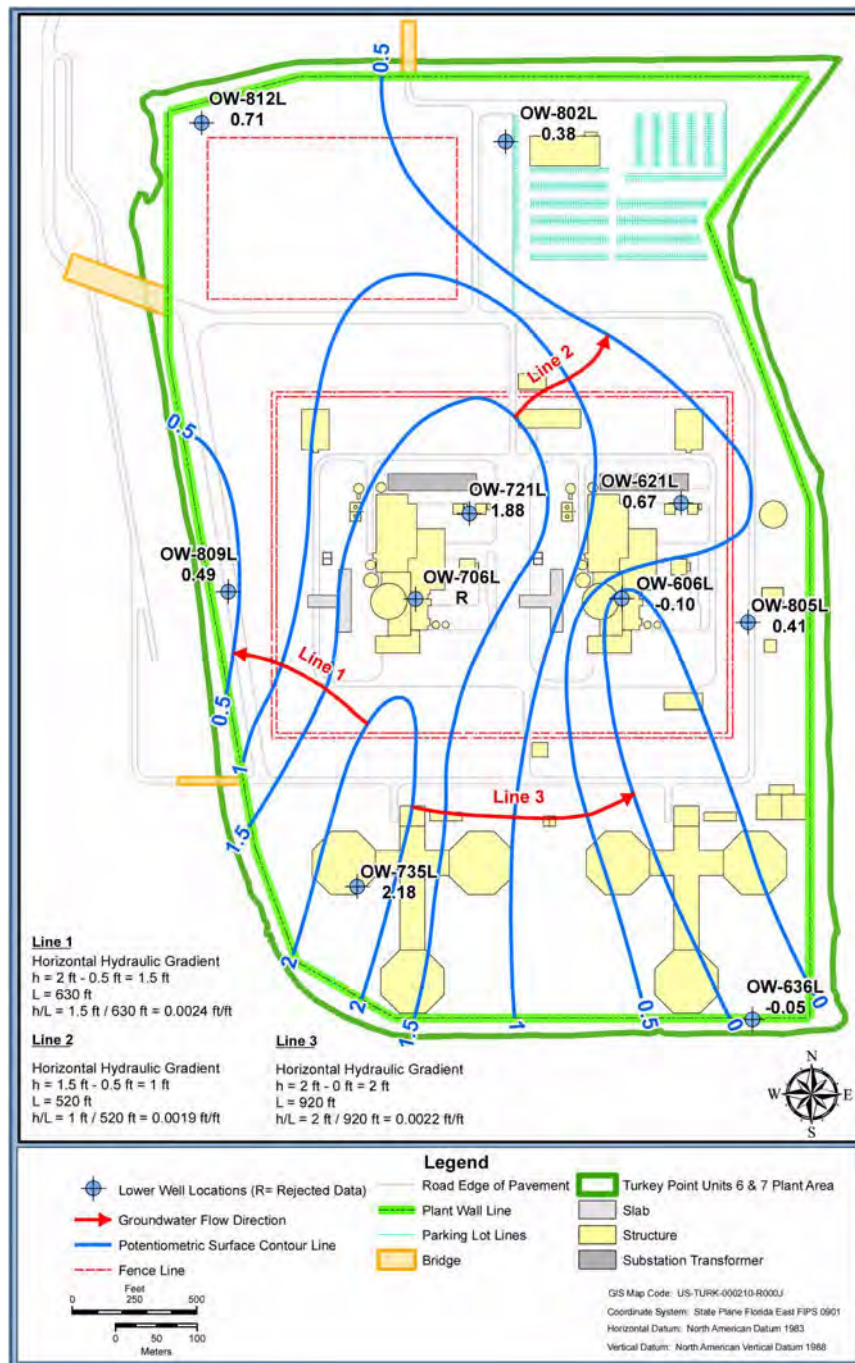 0.5
OW-812L
0.71
OW-802L
0.38
Line 2
0.5
OW-721L
1.88
OW-621L
0.67
OW-809L
0.49
OW-706L
R
OW-606L
-0.10
OW-805L
0.41
Line 1
0.5
1
Line 3
1.5
OW-735L
2.18
2
2
1.5
1
0.5
0
0
OW-636L
-0.05
Line 1
Horizontal Hydraulic Gradient
h = 2 ft - 0.5 ft = 1.5 ft
L = 630 ft
h/L = 1.5 ft / 630 ft = 0.0024 ft/ft
Line 2
Horizontal Hydraulic Gradient
h = 1.5 ft - 0.5 ft = 1 ft
L = 520 ft
h/L = 1 ft / 520 ft = 0.0019 ft/ft
Line 3
Horizontal Hydraulic Gradient
h = 2 ft - 0 ft = 2 ft
L = 920 ft
h/L = 2 ft / 920 ft = 0.0022 ft/ft
N
W E
S
Legend
Lower Well Locations (R= Rejected Data)
Groundwater Flow Direction
Potentiometric Surface Contour Line
Fence Line
Road Edge of Pavement
Plant Wall Line
Parking Lot Lines
Bridge
Turkey Point Units 6 & 7 Plant Area
Slab
Structure
Substation Transformer
Feet
0 250 500
0 50 100
Meters
GIS Map Code: US-TURK-000210-R000J
Coordinate System: State Plane Florida East FIPS 0901
Horizontal Datum: North American Datum 1983
Vertical Datum: North American Vertical Datum 1988